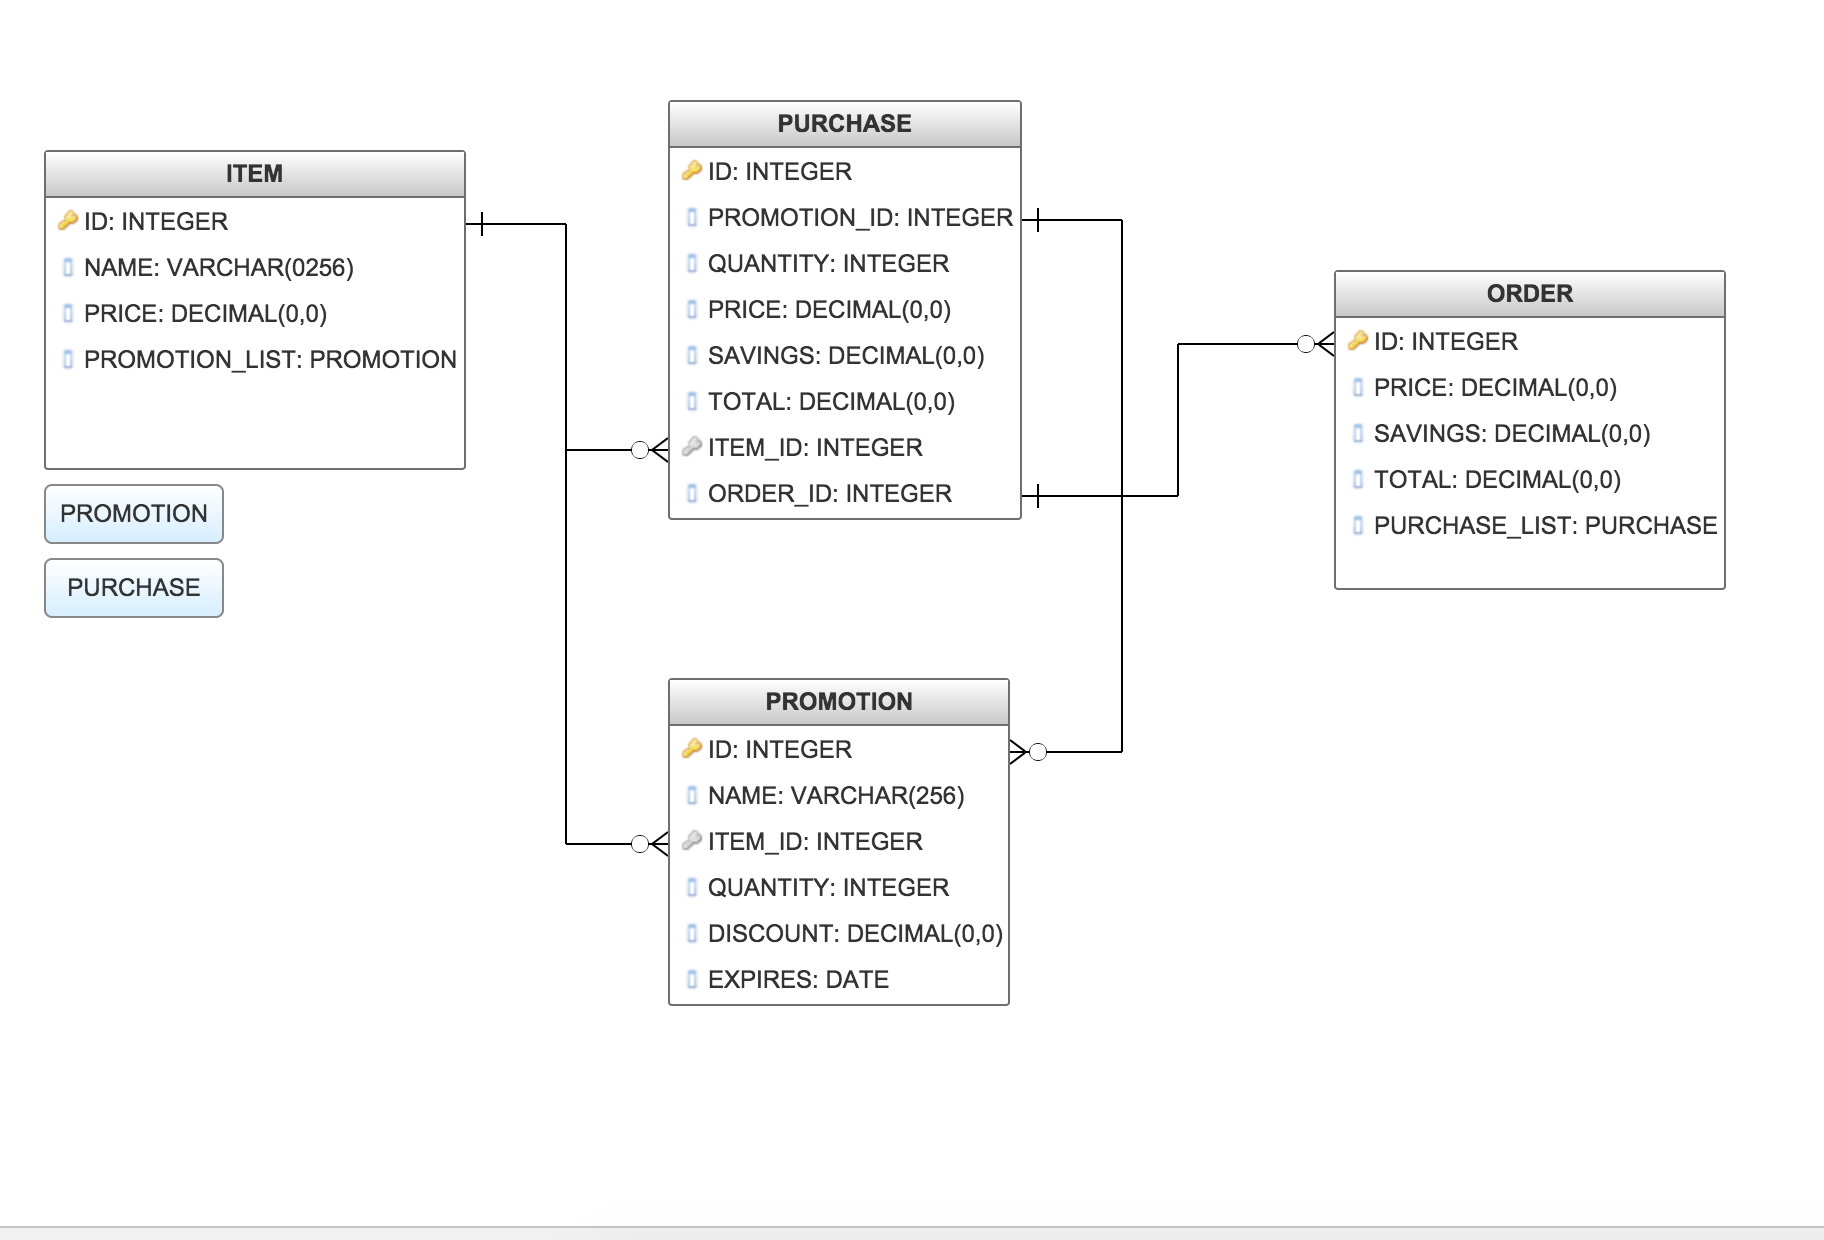 ITEM
ID: INTEGER
NAME: VARCHAR(0256)
PRICE: DECIMAL(0,0)
PROMOTION_LIST: PROMOTION
PROMOTION
PURCHASE
PURCHASE
ID: INTEGER
PROMOTION_ID: INTEGER
QUANTITY: INTEGER
PRICE: DECIMAL(0,0)
SAVINGS: DECIMAL(0,0)
TOTAL: DECIMAL(0,0)
ITEM_ID: INTEGER
ORDER_ID: INTEGER
PROMOTION
ID: INTEGER
NAME: VARCHAR(256)
ITEM_ID: INTEGER
QUANTITY: INTEGER
DISCOUNT: DECIMAL(0,0)
EXPIRES: DATE
ORDER
ID: INTEGER
PRICE: DECIMAL(0,0)
SAVINGS: DECIMAL(0,0)
TOTAL: DECIMAL(0,0)
PURCHASE_LIST: PURCHASE